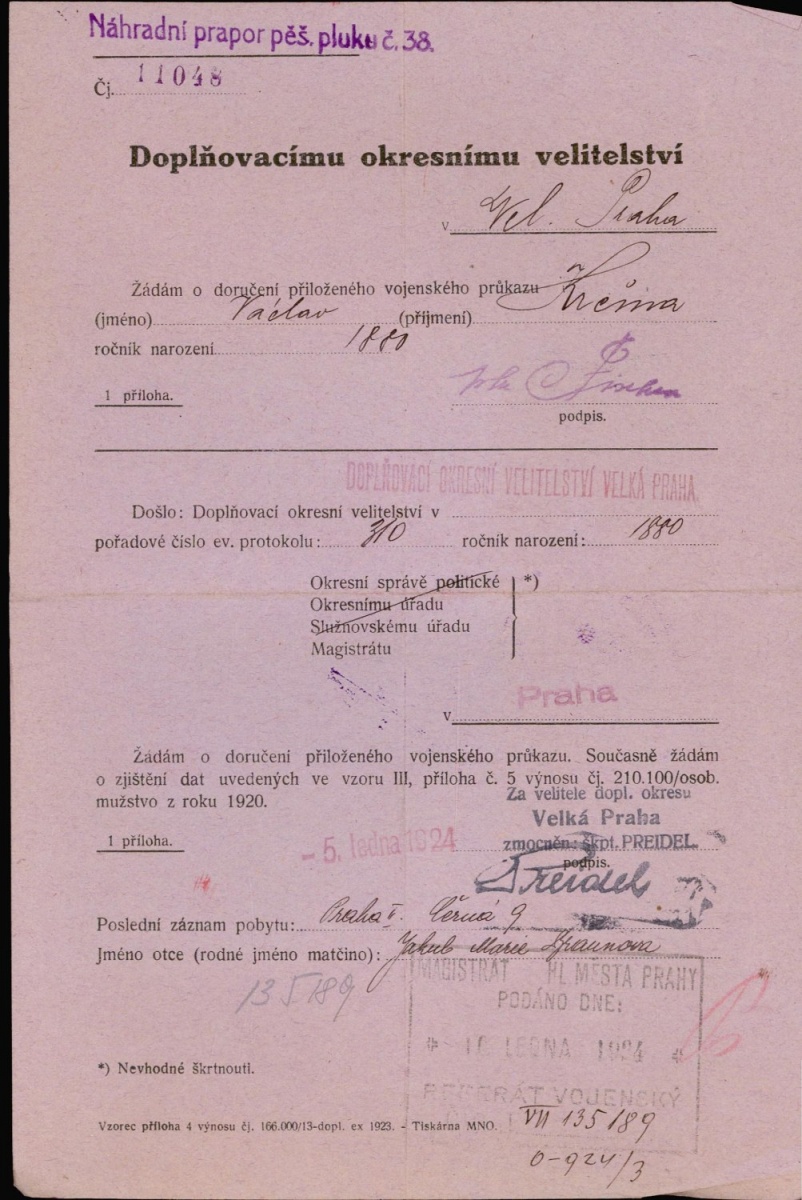 Náhradní prapor pěš. pluku č. 38.
Čj. 11048
Doplňovacímu okresnímu velitelství
v Vel. Praha
Žádám o doručení přiloženého vojenského průkazu
(jméno) Václav (příjmení) Krčma
ročník narození 1880
1 příloha.
podpis.
DOPLŇOVACÍ OKRESNÍ VELITELSTVÍ VELKÁ PRAHA.
Došlo: Doplňovací okresní velitelství v
pořadové číslo ev. protokolu: 310 ročník narození: 1880
Okresní správě politické *)
Okresnímu úřadu
Služnovskému úřadu
Magistrátu
v Praha
Žádám o doručení přiloženého vojenského průkazu. Současně žádám
o zjištění dat uvedených ve vzoru III, příloha č. 5 výnosu čj. 210.100/osob.
mužstvo z roku 1920.
Za velitele dopl. okresu
Velká Praha
1 příloha.
- 5. ledna 1924
zmocněn: škpt. PREIDEL.
podpis.
Preidel
Poslední záznam pobytu: Praha II. Černá 9
Jméno otce (rodné jméno matčino): Jakub Marie
MAGISTRÁT HL. MĚSTA PRAHY
135189
PODÁNO DNE:
* 10 LEDNA 1924 *
REFERÁT VOJENSKÝ
*) Nevhodné škrtnouti.
Vzorec příloha 4 výnosu čj. 166.000/13-dopl. ex 1923. - Tiskárna MNO.
VII 135189
0-924/3